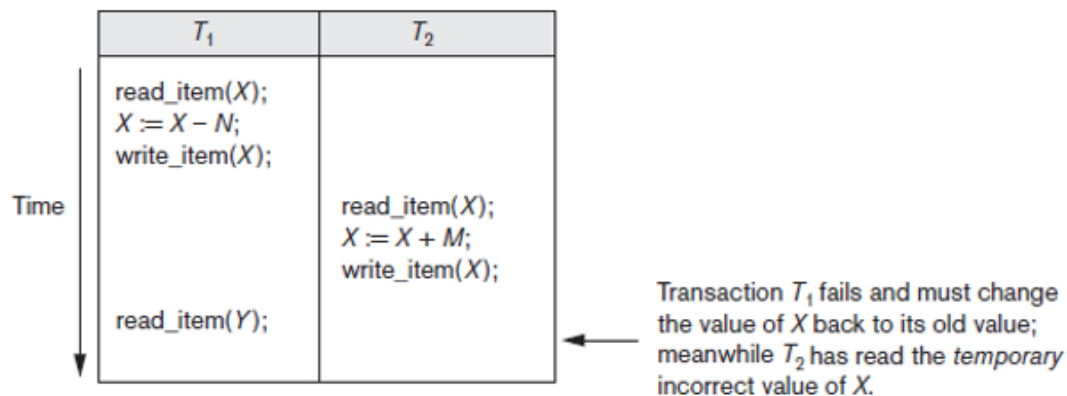 T₁ T₂
read_item(X);
X := X – N;
write_item(X);
Time
read_item(X);
X := X + M;
write_item(X);
read_item(Y);
Transaction T₁ fails and must change
the value of X back to its old value;
meanwhile T₂ has read the temporary
incorrect value of X.